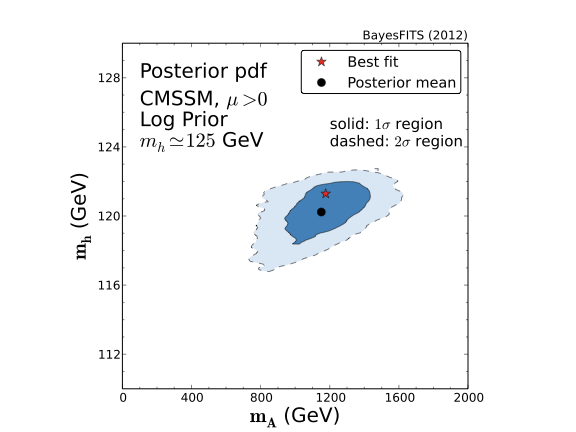 BayesFITS (2012)
Posterior pdf
CMSSM, μ >0
Log Prior
m_h ≃125 GeV
Best fit
Posterior mean
solid: 1σ region
dashed: 2σ region
128
124
120
116
112
m_h (GeV)
0 400 800 1200 1600 2000
m_A (GeV)